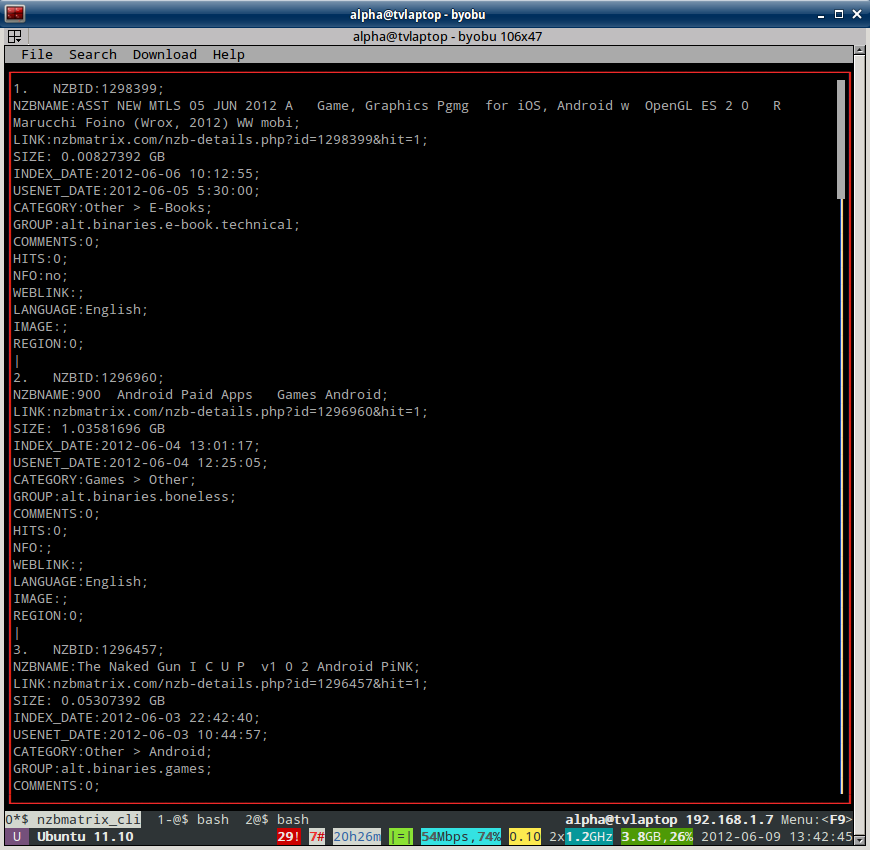 alpha@tvlaptop - byobu
alpha@tvlaptop - byobu 106x47
File Search Download Help
1. NZBID:1298399;
NZBNAME:ASST NEW MTLS 05 JUN 2012 A Game, Graphics Pgmg for iOS, Android w OpenGL ES 2 0 R
Marucchi Foino (Wrox, 2012) WW mobi;
LINK:nzbmatrix.com/nzb-details.php?id=1298399&hit=1;
SIZE: 0.00827392 GB
INDEX_DATE:2012-06-06 10:12:55;
USENET_DATE:2012-06-05 5:30:00;
CATEGORY:Other > E-Books;
GROUP:alt.binaries.e-book.technical;
COMMENTS:0;
HITS:0;
NFO:no;
WEBLINK:;
LANGUAGE:English;
IMAGE:;
REGION:0;
|
2. NZBID:1296960;
NZBNAME:900 Android Paid Apps Games Android;
LINK:nzbmatrix.com/nzb-details.php?id=1296960&hit=1;
SIZE: 1.03581696 GB
INDEX_DATE:2012-06-04 13:01:17;
USENET_DATE:2012-06-04 12:25:05;
CATEGORY:Games > Other;
GROUP:alt.binaries.boneless;
COMMENTS:0;
HITS:0;
NFO:;
WEBLINK:;
LANGUAGE:English;
IMAGE:;
REGION:0;
|
3. NZBID:1296457;
NZBNAME:The Naked Gun I C U P v1 0 2 Android PiNK;
LINK:nzbmatrix.com/nzb-details.php?id=1296457&hit=1;
SIZE: 0.05307392 GB
INDEX_DATE:2012-06-03 22:42:40;
USENET_DATE:2012-06-03 10:44:57;
CATEGORY:Other > Android;
GROUP:alt.binaries.games;
COMMENTS:0;
0*$ nzbmatrix_cli 1-@$ bash 2@$ bash alpha@tvlaptop 192.168.1.7 Menu:<F9>
U Ubuntu 11.10 29! 7# 20h26m |=| 54Mbps,74% 0.10 2x1.2GHz 3.8GB,26% 2012-06-09 13:42:45